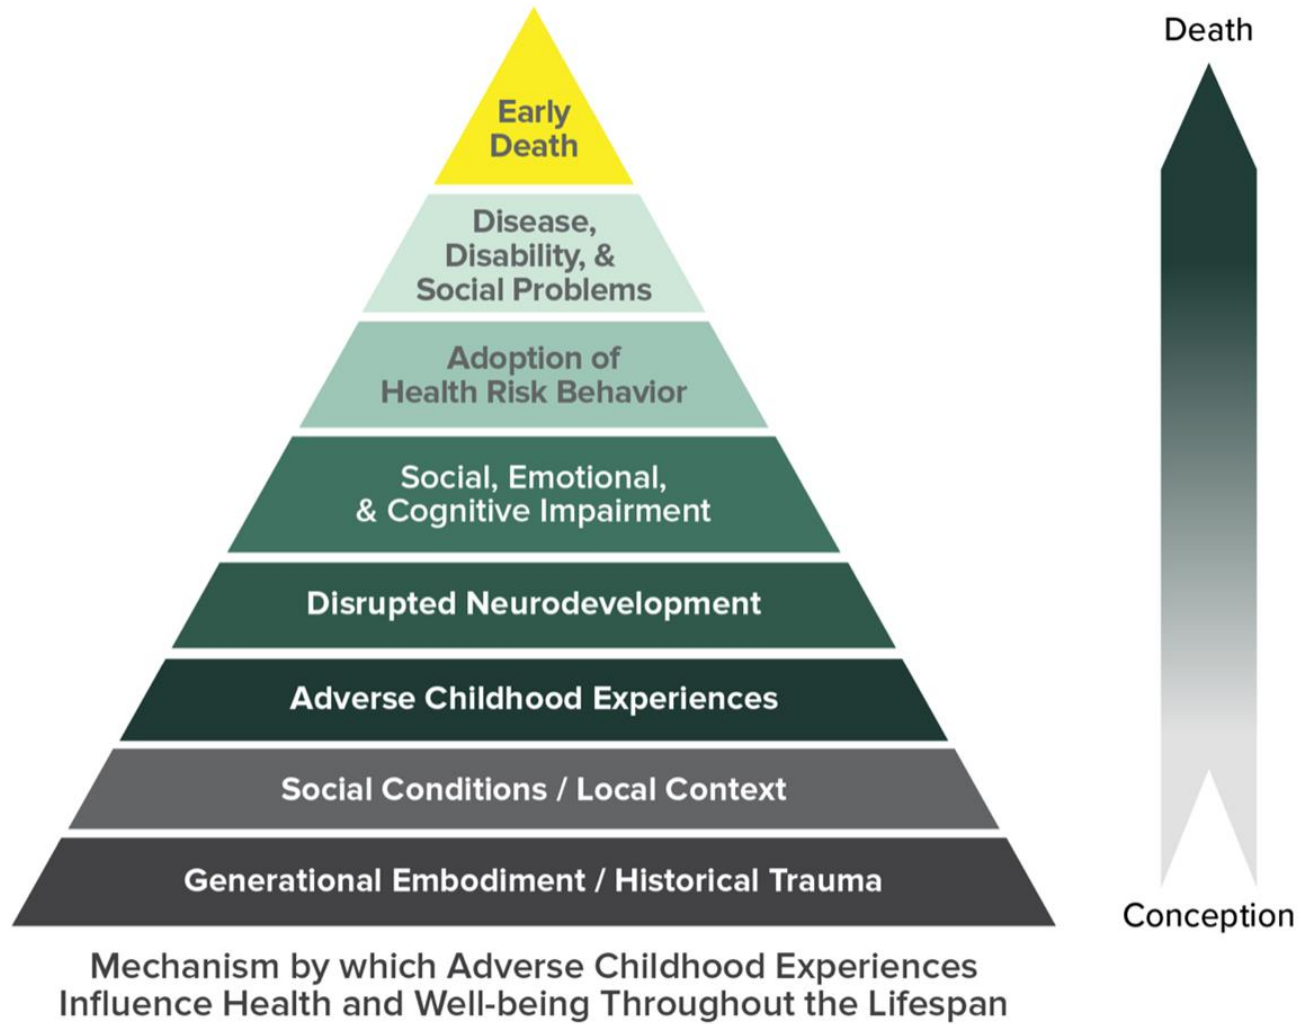 Early
Death
Disease,
Disability, &
Social Problems
Adoption of
Health Risk Behavior
Social, Emotional,
& Cognitive Impairment
Disrupted Neurodevelopment
Adverse Childhood Experiences
Social Conditions / Local Context
Generational Embodiment / Historical Trauma
Mechanism by which Adverse Childhood Experiences
Influence Health and Well-being Throughout the Lifespan
Death
Conception